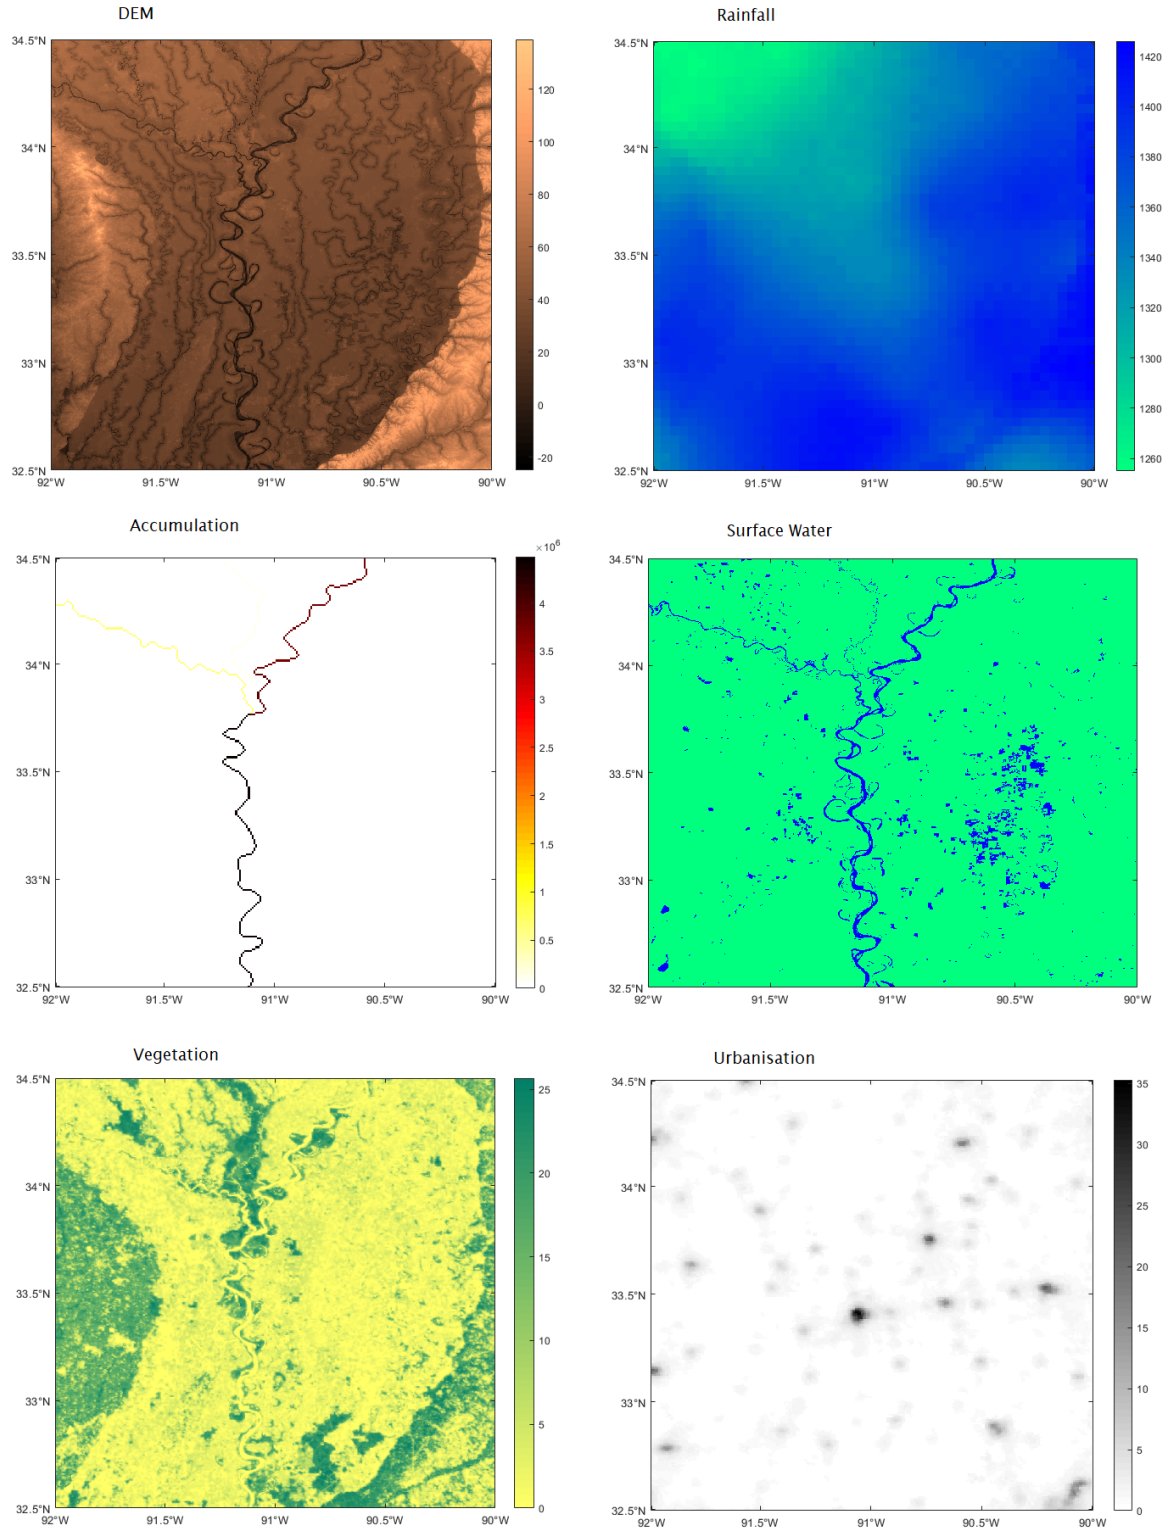 DEM
Rainfall
34.5°N
34°N
33.5°N
33°N
32.5°N
92°W
91.5°W
91°W
90.5°W
90°W
120
100
80
60
40
20
0
-20
34.5°N
34°N
33.5°N
33°N
32.5°N
92°W
91.5°W
91°W
90.5°W
90°W
1420
1400
1380
1360
1340
1320
1300
1280
1260
Accumulation
Surface Water
34.5°N
34°N
33.5°N
33°N
32.5°N
92°W
91.5°W
91°W
90.5°W
90°W
×10⁶
4
3.5
3
2.5
2
1.5
1
0.5
0
34.5°N
34°N
33.5°N
33°N
32.5°N
92°W
91.5°W
91°W
90.5°W
90°W
Vegetation
Urbanisation
34.5°N
34°N
33.5°N
33°N
32.5°N
92°W
91.5°W
91°W
90.5°W
90°W
25
20
15
10
5
0
34.5°N
34°N
33.5°N
33°N
32.5°N
92°W
91.5°W
91°W
90.5°W
90°W
35
30
25
20
15
10
5
0